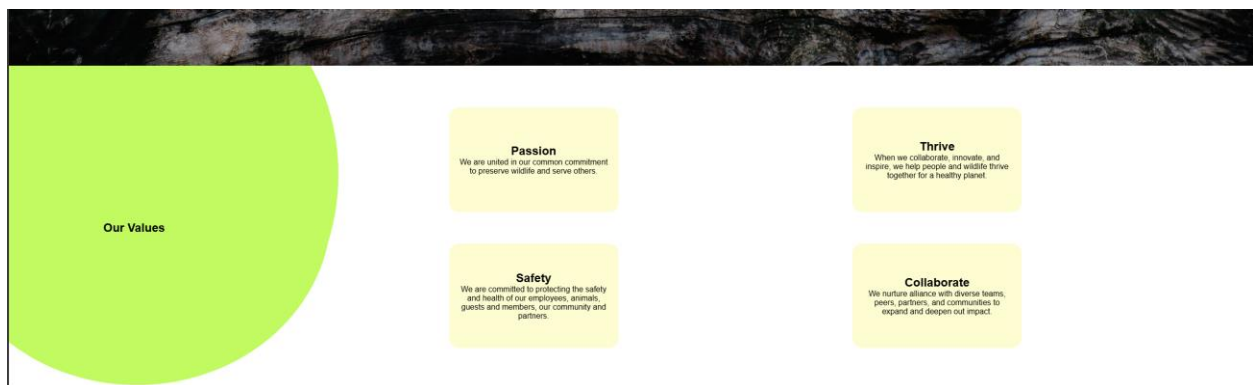 Our Values
Passion
We are united in our common commitment
to preserve wildlife and serve others.
Thrive
When we collaborate, innovate, and
inspire, we help people and wildlife thrive
together for a healthy planet.
Safety
We are committed to protecting the safety
and health of our employees, animals,
guests and members, our community and
partners.
Collaborate
We nurture alliance with diverse teams,
peers, partners, and communities to
expand and deepen out impact.